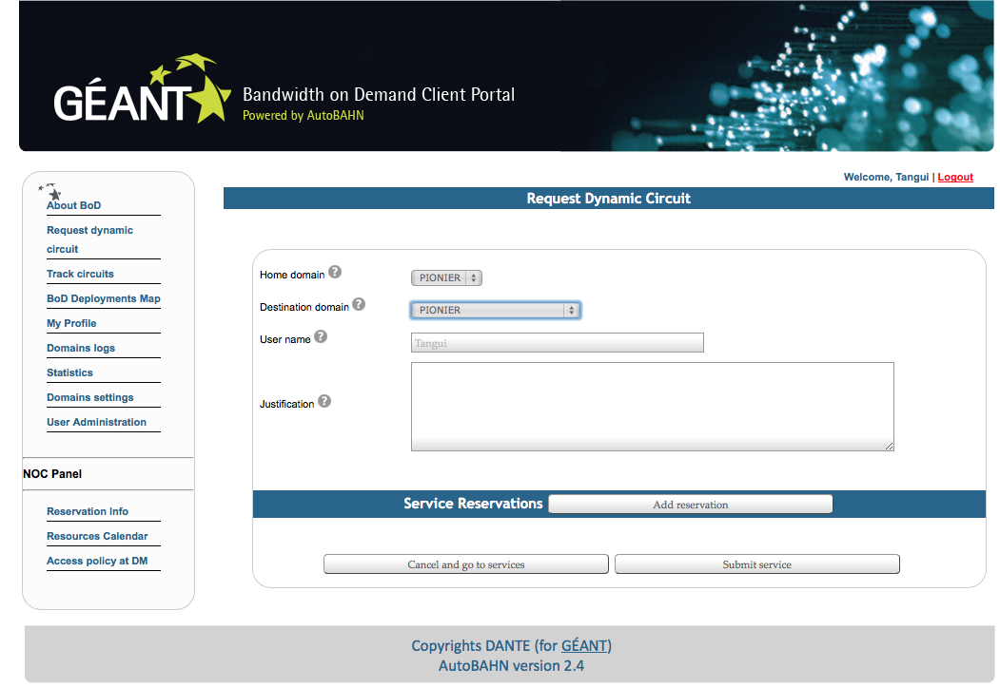 GÉANT
Bandwidth on Demand Client Portal
Powered by AutoBAHN
Welcome, Tangui | Logout
Request Dynamic Circuit
About BoD
Request dynamic
circuit
Track circuits
BoD Deployments Map
My Profile
Domains logs
Statistics
Domains settings
User Administration
NOC Panel
Reservation Info
Resources Calendar
Access policy at DM
Home domain ? PIONIER
Destination domain ? PIONIER
User name ? Tangui
Justification ?
Service Reservations Add reservation
Cancel and go to services Submit service
Copyrights DANTE (for GÉANT)
AutoBAHN version 2.4